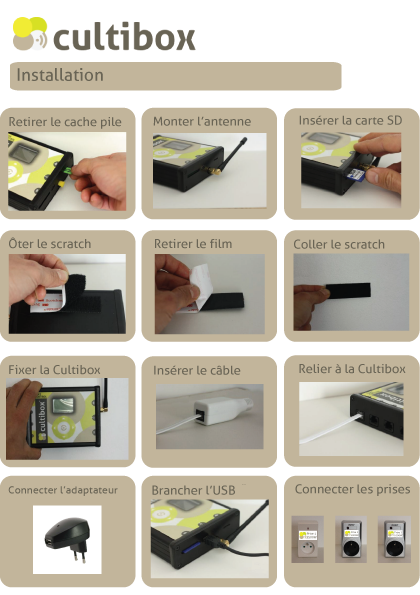 cultibox
Installation
Retirer le cache pile
Monter l'antenne
Insérer la carte SD
Ôter le scratch
Retirer le film
Coller le scratch
Fixer la Cultibox
Insérer le câble
Relier à la Cultibox
cultibox
Connecter l'adaptateur
Brancher l'USB
Connecter les prises